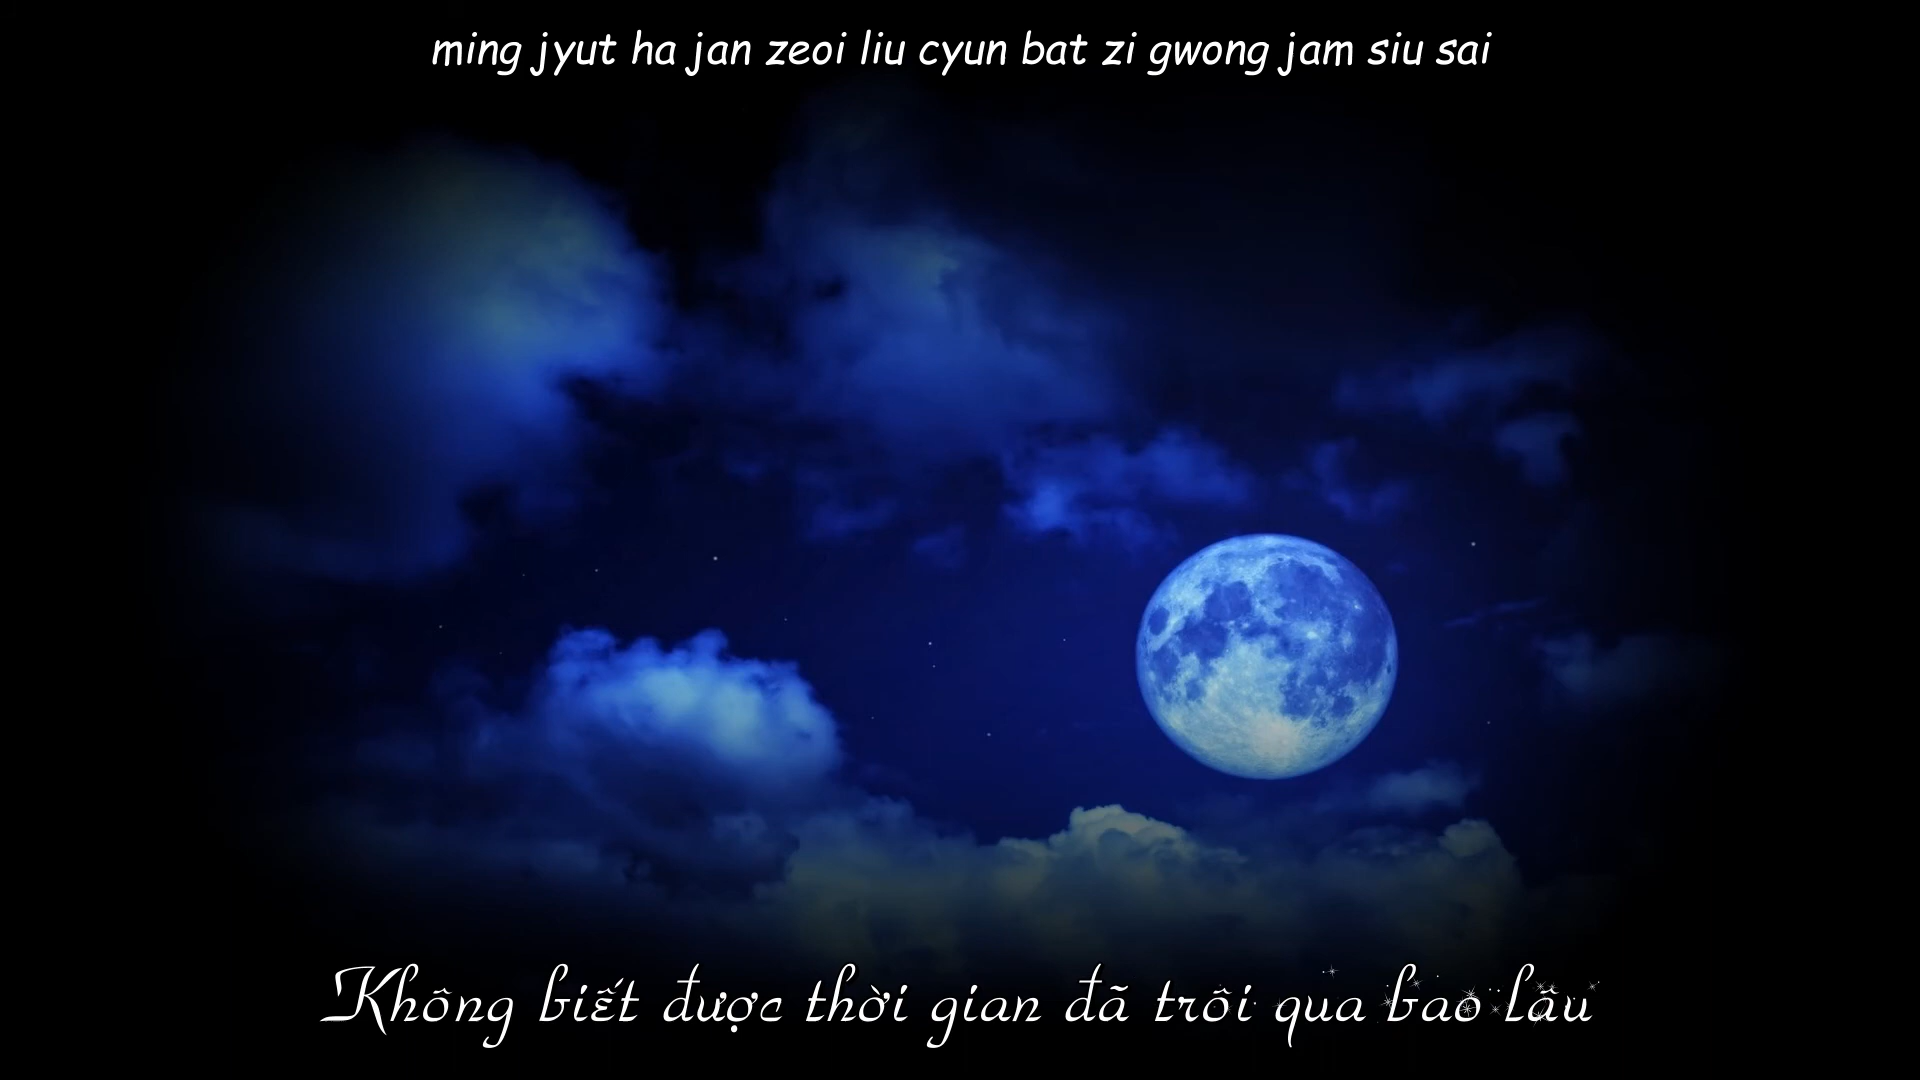 ming jyut ha jan zeoi liu cyun bat zi gwong jam siu sai
Không biết được thời gian đã trôi qua bao lâu